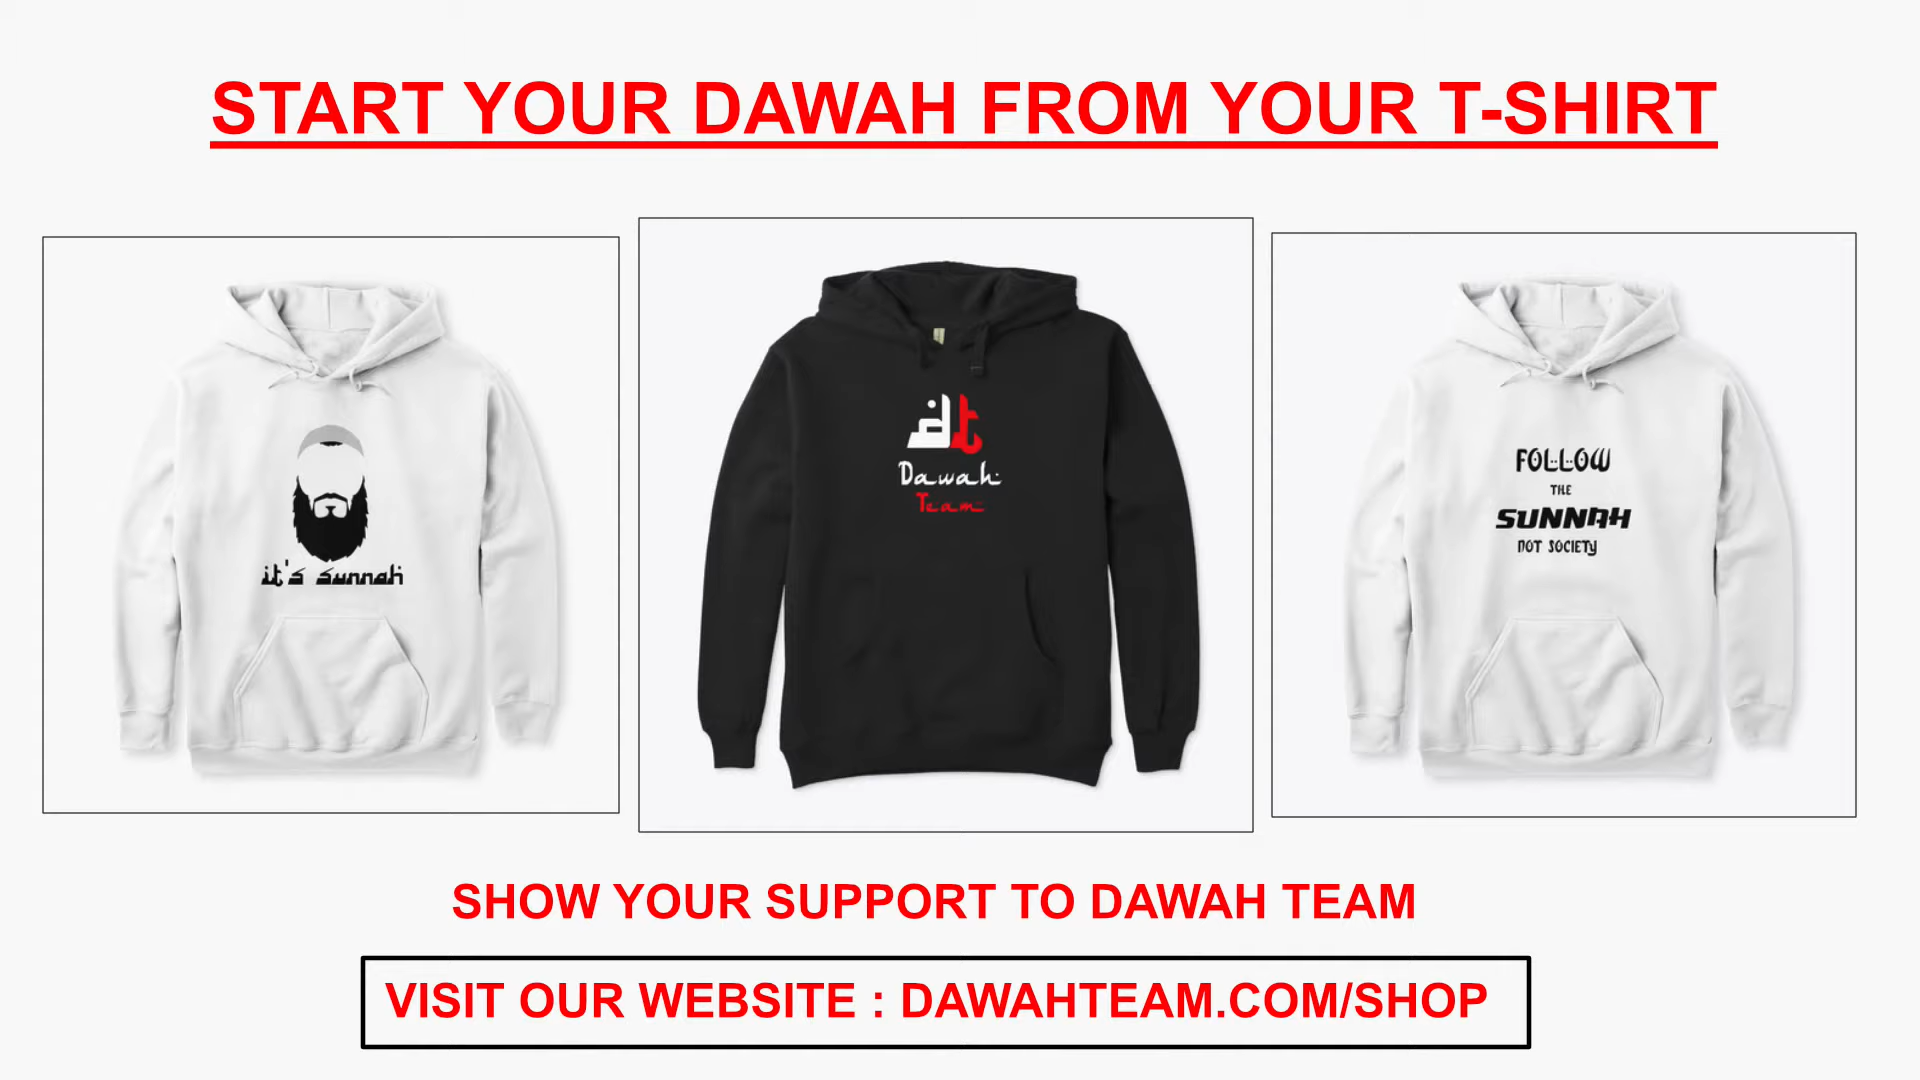 START YOUR DAWAH FROM YOUR T-SHIRT
it's sunnah
dt
Dawah
Team
FOLLOW
THE
SUNNAH
NOT SOCIETY
SHOW YOUR SUPPORT TO DAWAH TEAM
VISIT OUR WEBSITE : DAWAHTEAM.COM/SHOP